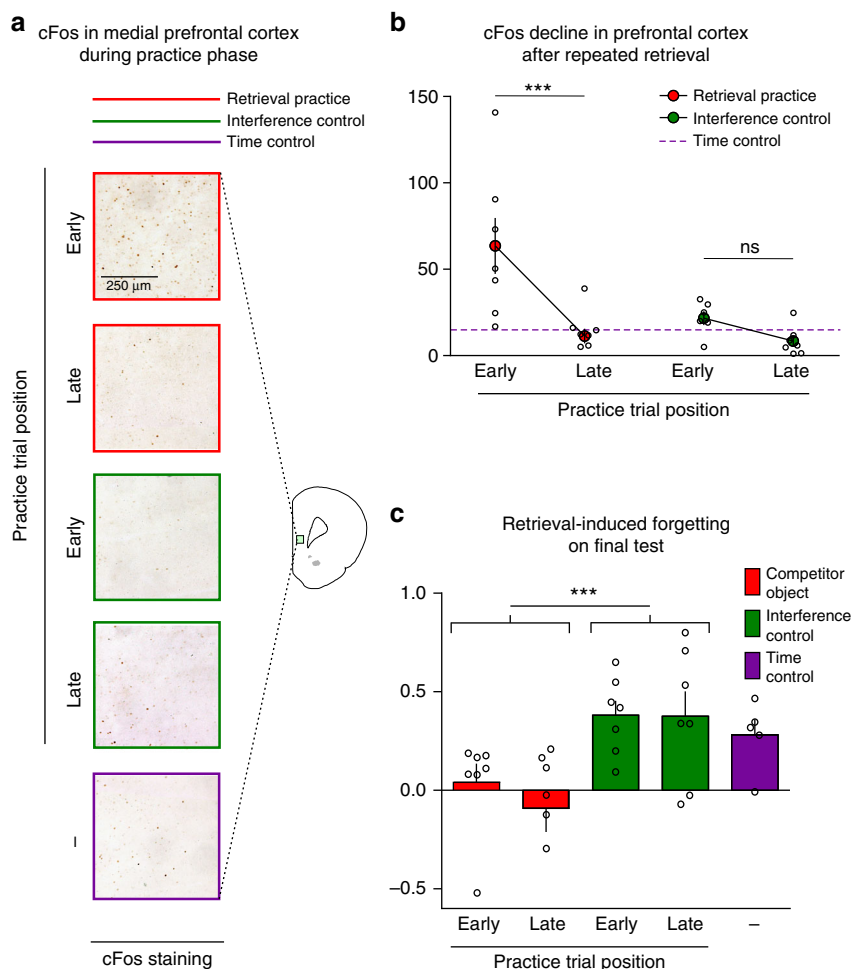 a
cFos in medial prefrontal cortex
during practice phase
Retrieval practice
Interference control
Time control
Practice trial position
Early
250 µm
Late
Early
Late
–
cFos staining
b
cFos decline in prefrontal cortex
after repeated retrieval
150
100
50
0
***
ns
Retrieval practice
Interference control
Time control
Early
Late
Early
Late
Practice trial position
c
Retrieval-induced forgetting
on final test
Competitor
object
Interference
control
Time
control
***
1.0
0.5
0.0
–0.5
Early
Late
Early
Late
–
Practice trial position